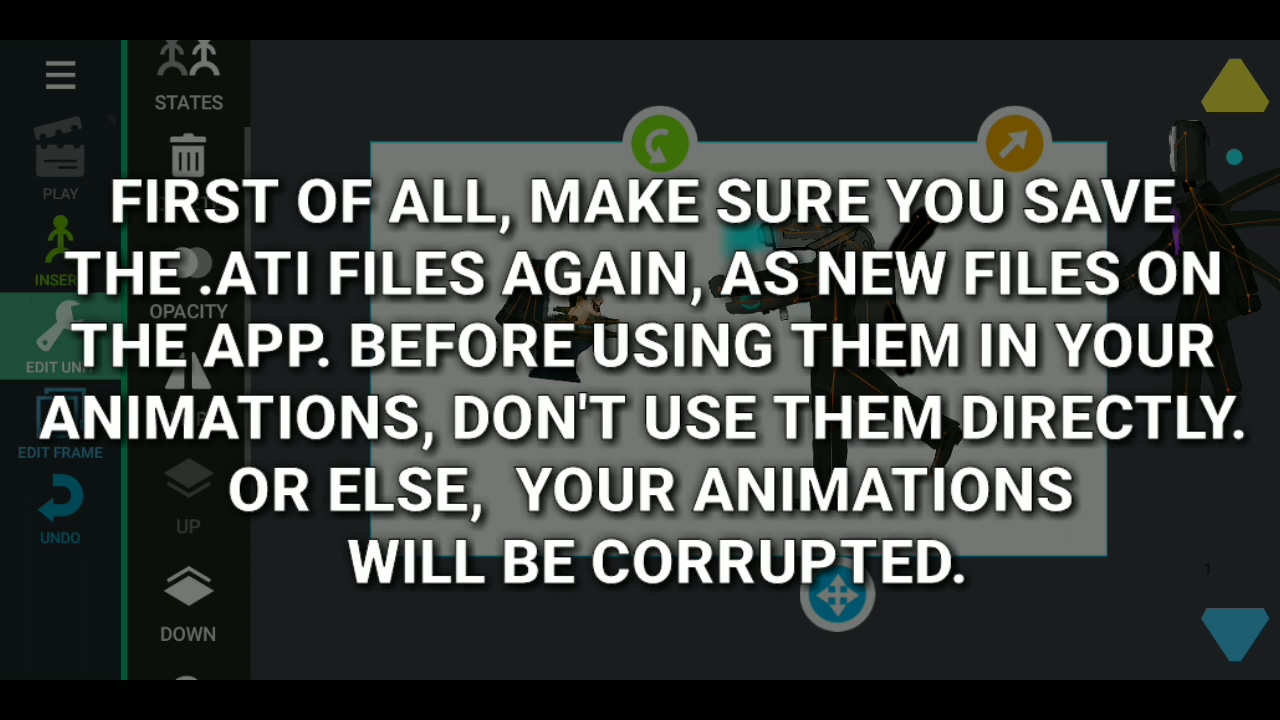 STATES
PLAY
FIRST OF ALL, MAKE SURE YOU SAVE
THE .ATI FILES AGAIN, AS NEW FILES ON
THE APP. BEFORE USING THEM IN YOUR
ANIMATIONS, DON'T USE THEM DIRECTLY.
OR ELSE, YOUR ANIMATIONS
WILL BE CORRUPTED.
OPACITY
EDIT FRAME
UP
UNDO
DOWN
1